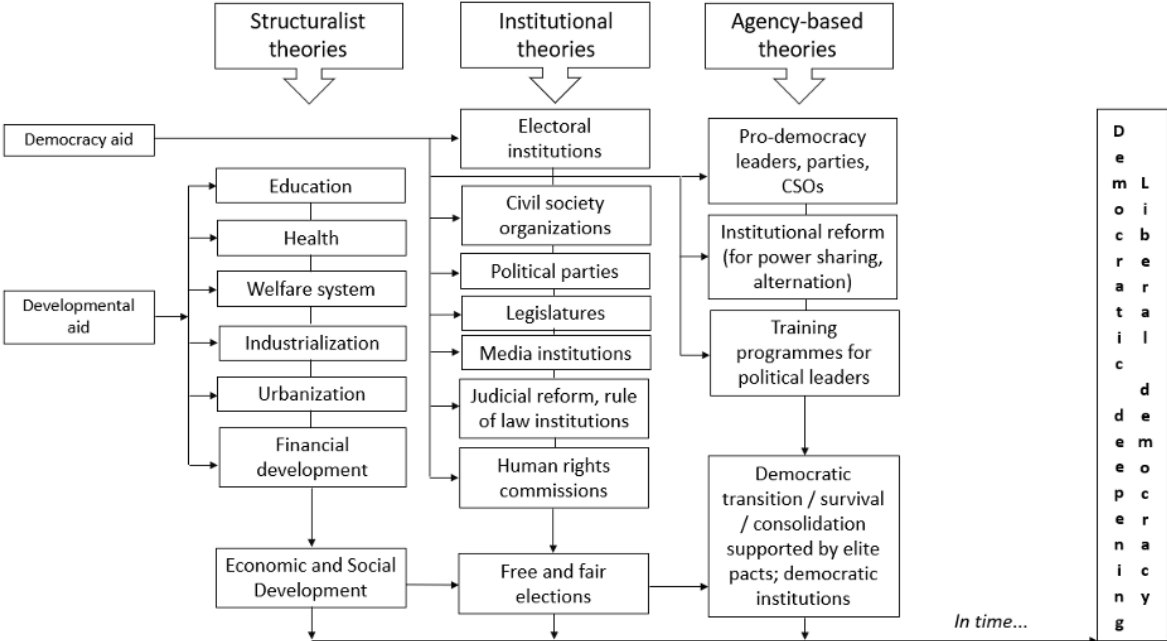 Structuralist
theories
Institutional
theories
Agency-based
theories
Democracy aid
Developmental
aid
Education
Health
Welfare system
Industrialization
Urbanization
Financial
development
Economic and Social
Development
Electoral
institutions
Civil society
organizations
Political parties
Legislatures
Media institutions
Judicial reform, rule
of law institutions
Human rights
commissions
Free and fair
elections
Pro-democracy
leaders, parties,
CSOs
Institutional reform
(for power sharing,
alternation)
Training
programmes for
political leaders
Democratic
transition / survival
/ consolidation
supported by elite
pacts; democratic
institutions
In time...
Democratic deepening
Liberal democracy